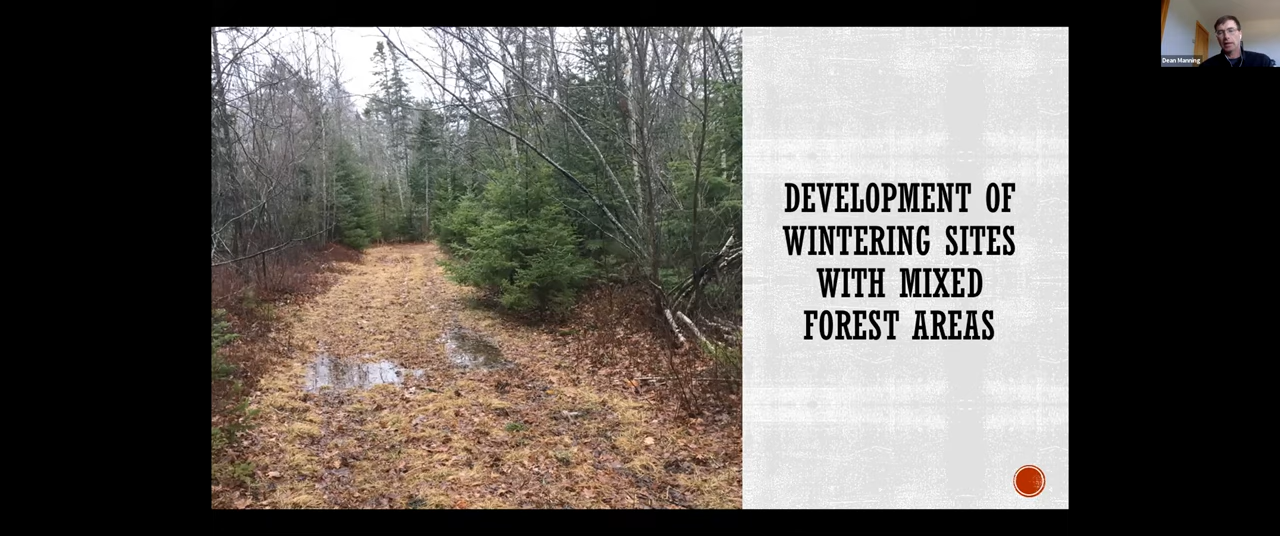 Dean Manning
DEVELOPMENT OF
WINTERING SITES
WITH MIXED
FOREST AREAS